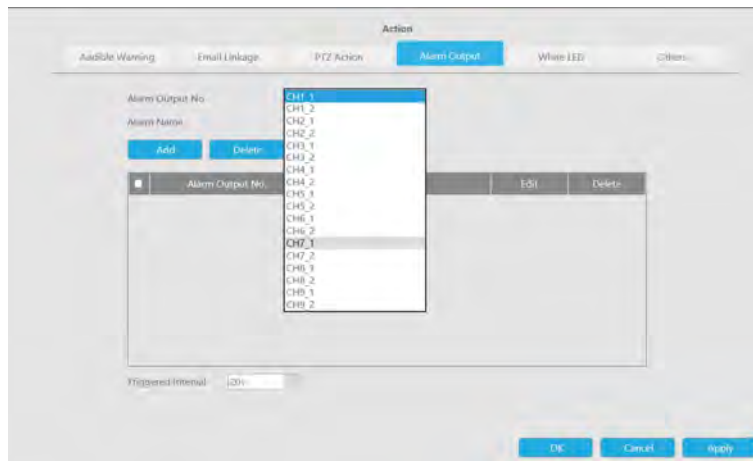 Action
Audible Warning Email Linkage PTZ Action Alarm Output White LED Others
Alarm Output No.
Alarm Name
Add Delete
CH1_1
CH1_2
CH2_1
CH2_2
CH3_1
CH3_2
CH4_1
CH4_2
CH5_1
CH5_2
CH6_1
CH6_2
CH7_1
CH7_2
CH8_1
CH8_2
CH9_1
CH9_2
Alarm Output No. Edit Delete
Triggered Interval 20s
OK Cancel Apply